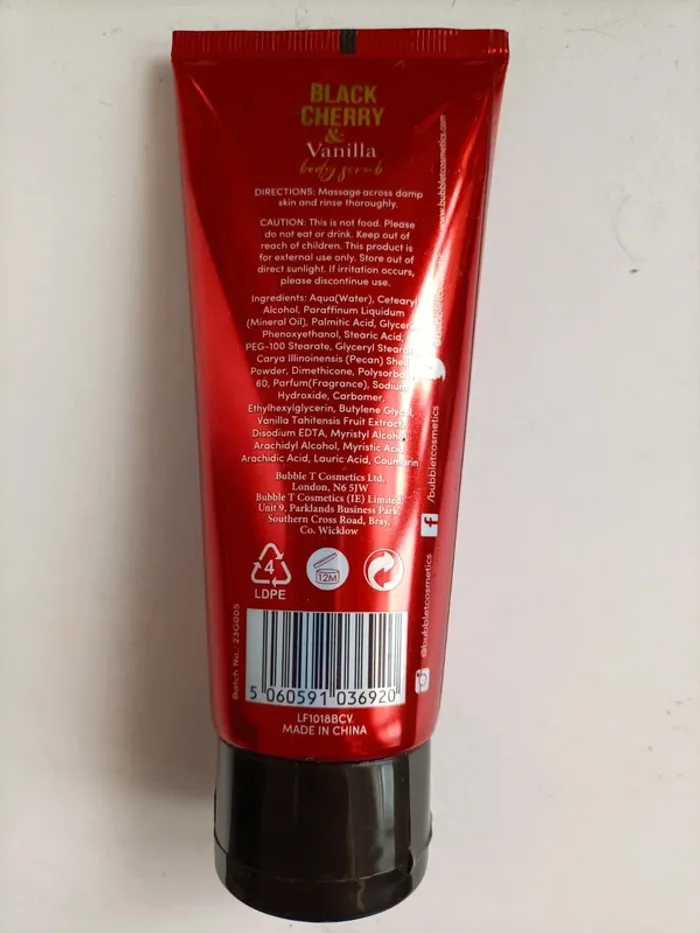 BLACK
CHERRY
&
Vanilla
body scrub
DIRECTIONS: Massage across damp
skin and rinse thoroughly.
CAUTION: This is not food. Please
do not eat or drink. Keep out of
reach of children. This product is
for external use only. Store out of
direct sunlight. If irritation occurs,
please discontinue use.
Ingredients: Aqua(Water), Cetearyl
Alcohol, Paraffinum Liquidum
(Mineral Oil), Palmitic Acid,
Phenoxyethanol, Stearic Acid,
PEG-100 Stearate, Glyceryl
Carya Illinoinensis (Pecan) Shell
Powder, Dimethicone,
60, Parfum(Fragrance), Sodium
Hydroxide, Carbomer,
Ethylhexylglycerin, Butylene Glycol,
Vanilla Tahitensis Fruit Extract,
Disodium EDTA, Myristyl Alcohol,
Arachidyl Alcohol, Myristic Acid,
Arachidic Acid, Lauric Acid, Coumarin
Bubble T Cosmetics Ltd.
London, N6 5JW
Bubble T Cosmetics (IE) Limited,
Unit 9, Parklands Business Park,
Southern Cross Road, Bray,
Co. Wicklow
4
LDPE
12M
Batch No.: 23G005
5 060591 036920
LF1018BCV
MADE IN CHINA
www.bubbletcosmetics.com
/bubbletcosmetics
@bubbletcosmetics